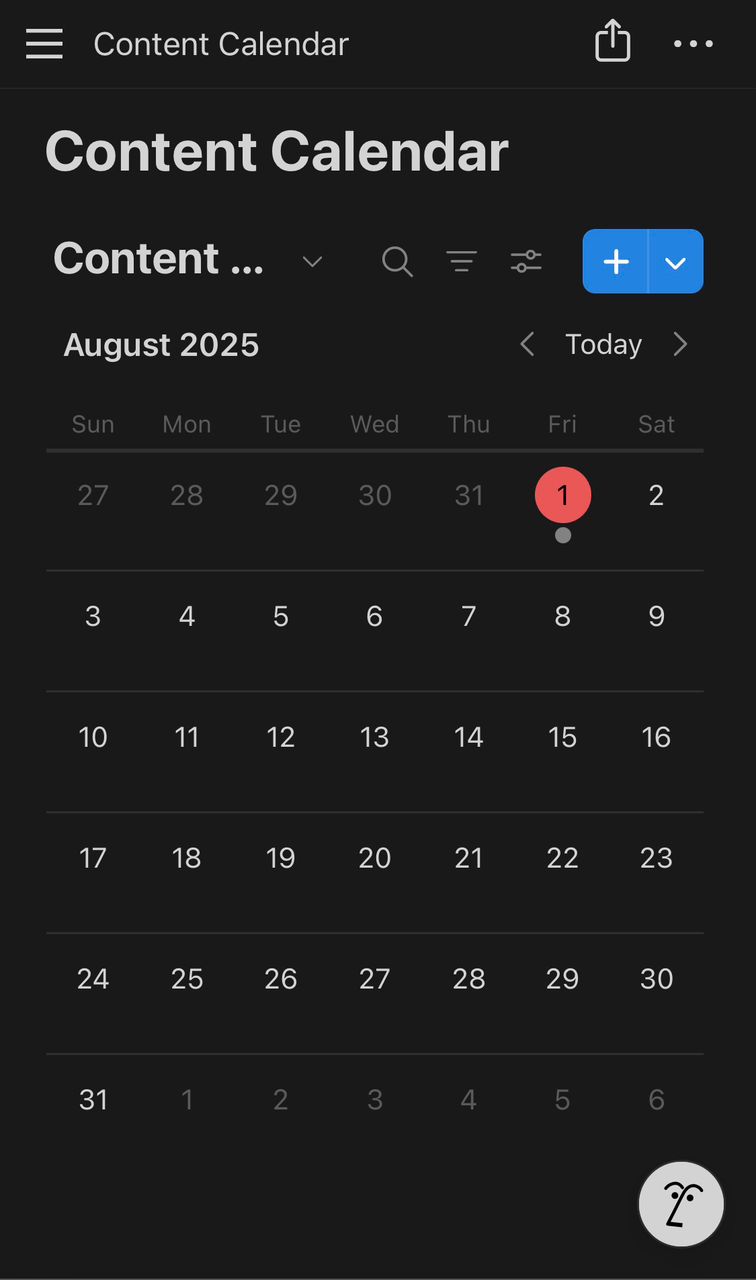 Content Calendar
Content Calendar
Content ...
August 2025 Today
Sun Mon Tue Wed Thu Fri Sat
27 28 29 30 31 1 2
3 4 5 6 7 8 9
10 11 12 13 14 15 16
17 18 19 20 21 22 23
24 25 26 27 28 29 30
31 1 2 3 4 5 6